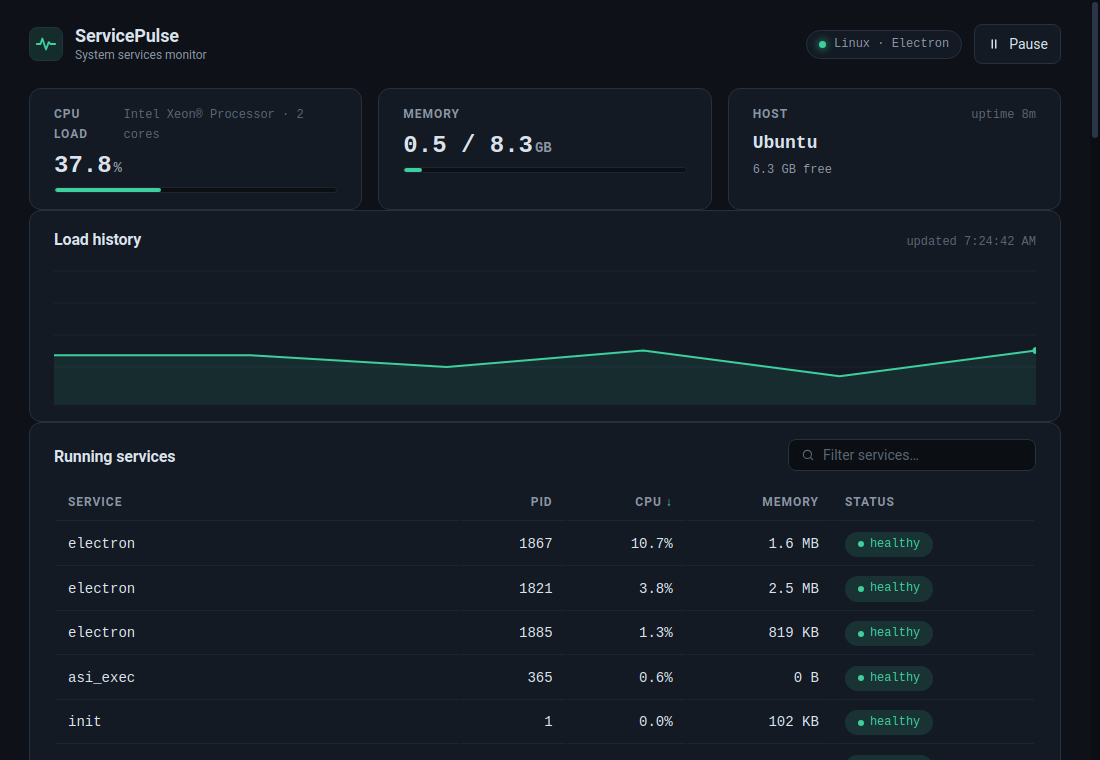 ServicePulse
System services monitor
Linux · Electron
Pause
CPU LOAD
Intel Xeon® Processor · 2 cores
37.8%
MEMORY
0.5 / 8.3 GB
HOST
uptime 8m
Ubuntu
6.3 GB free
Load history
updated 7:24:42 AM
Running services
Filter services…
SERVICE PID CPU ↓ MEMORY STATUS
electron 1867 10.7% 1.6 MB healthy
electron 1821 3.8% 2.5 MB healthy
electron 1885 1.3% 819 KB healthy
asi_exec 365 0.6% 0 B healthy
init 1 0.0% 102 KB healthy